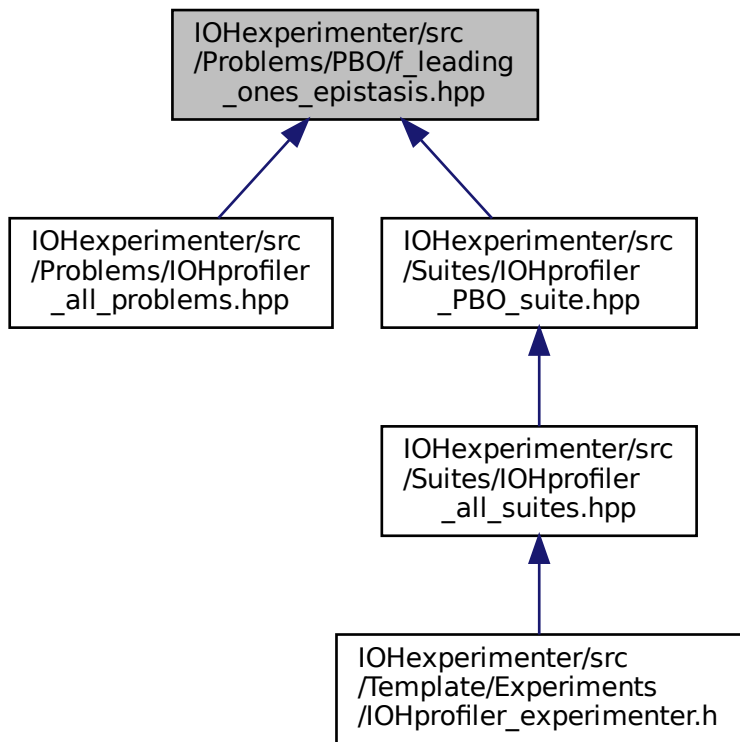 IOHexperimenter/src
/Problems/PBO/f_leading
_ones_epistasis.hpp
IOHexperimenter/src
/Problems/IOHprofiler
_all_problems.hpp
IOHexperimenter/src
/Suites/IOHprofiler
_PBO_suite.hpp
IOHexperimenter/src
/Suites/IOHprofiler
_all_suites.hpp
IOHexperimenter/src
/Template/Experiments
/IOHprofiler_experimenter.h